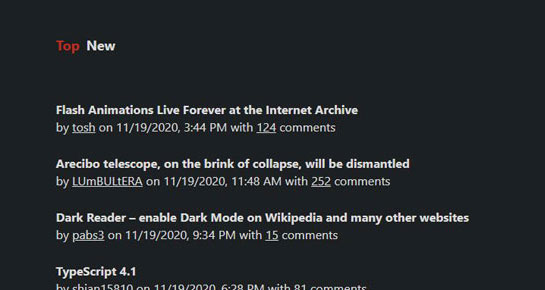 Top New
Flash Animations Live Forever at the Internet Archive
by tosh on 11/19/2020, 3:44 PM with 124 comments
Arecibo telescope, on the brink of collapse, will be dismantled
by LUmBULtERA on 11/19/2020, 11:48 AM with 252 comments
Dark Reader – enable Dark Mode on Wikipedia and many other websites
by pabs3 on 11/19/2020, 9:34 PM with 15 comments
TypeScript 4.1
by shian15810 on 11/19/2020, 6:28 PM with 81 comments